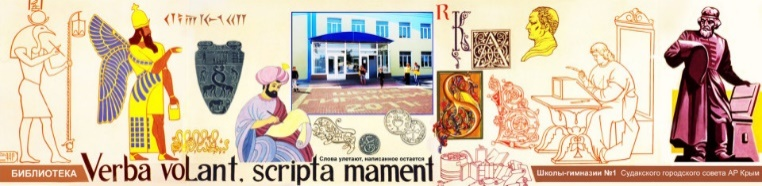 Слова улетают, написанное остается
БИБЛИОТЕКА Verba voLant, scripta mament Школы-гимназии №1 Судакского городского совета АР Крым